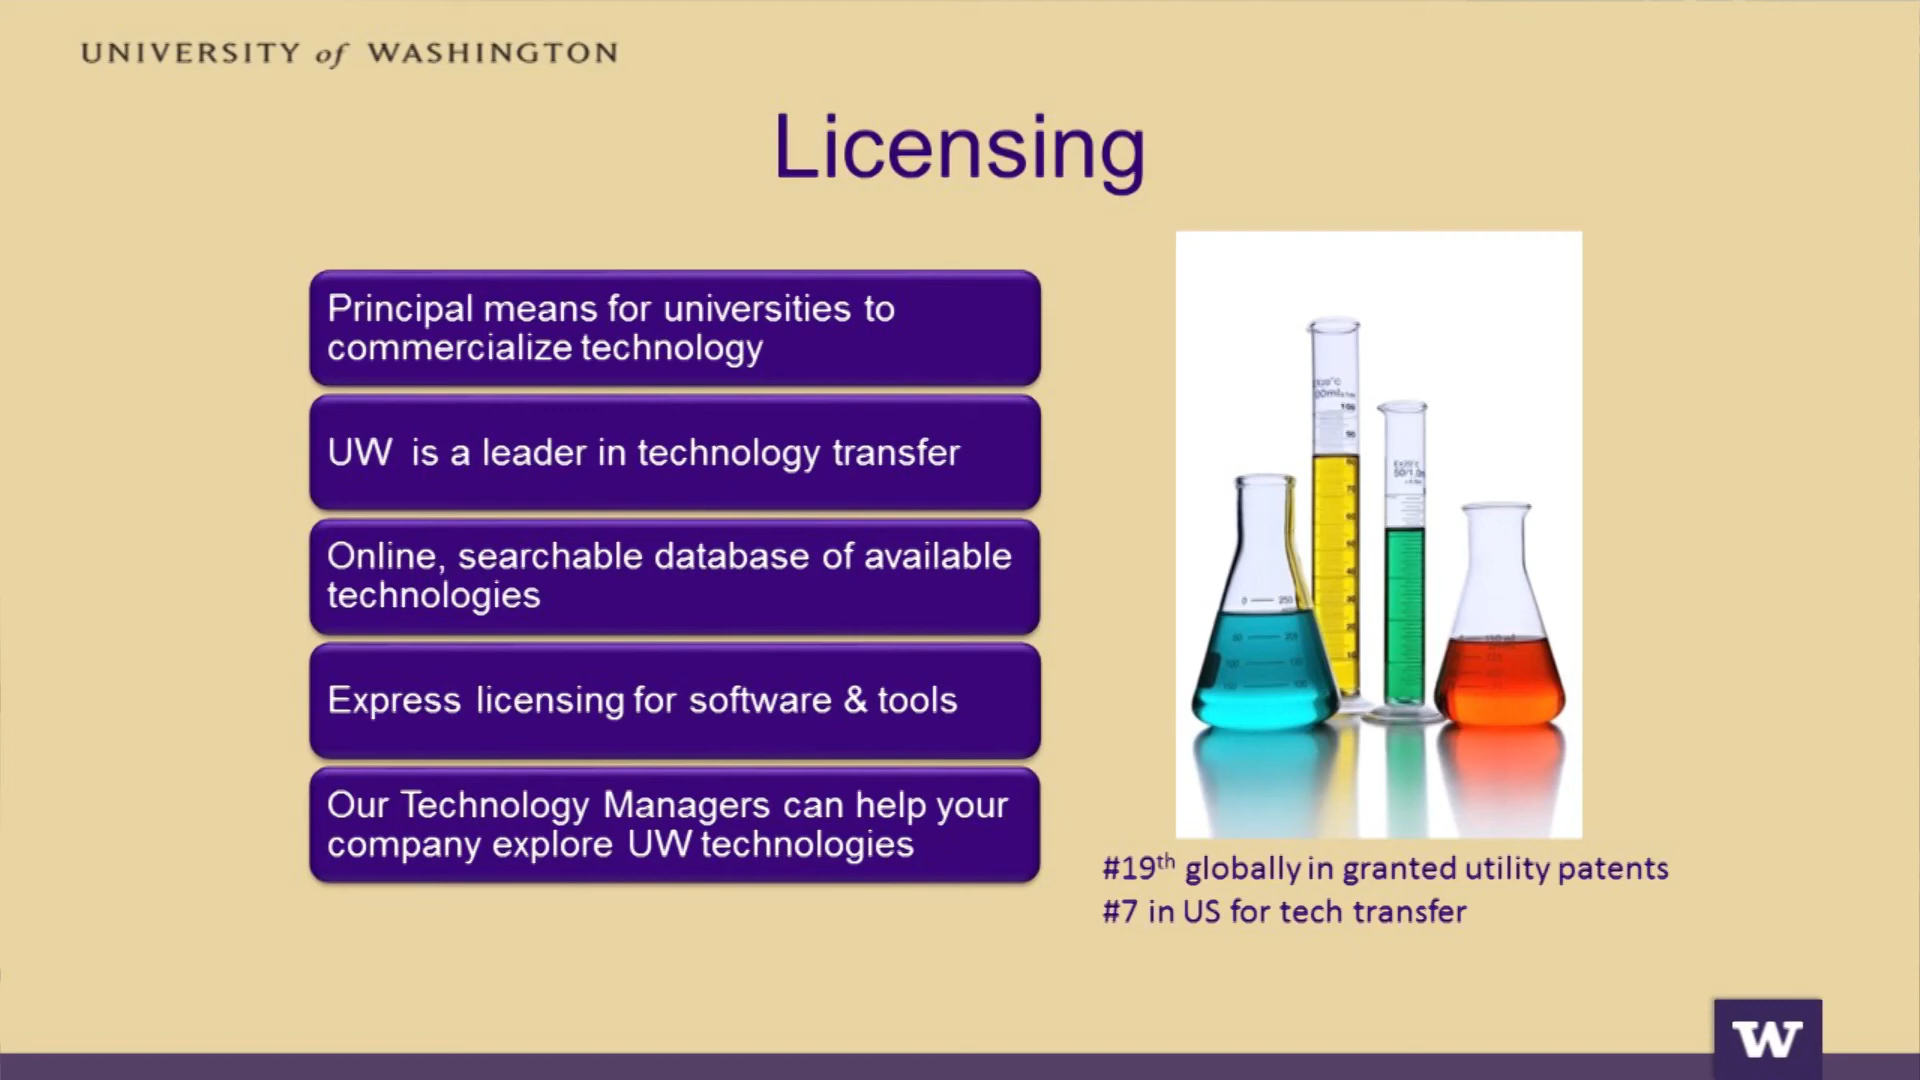 UNIVERSITY of WASHINGTON
Licensing
Principal means for universities to
commercialize technology
UW is a leader in technology transfer
Online, searchable database of available
technologies
Express licensing for software & tools
Our Technology Managers can help your
company explore UW technologies
#19th globally in granted utility patents
#7 in US for tech transfer
W